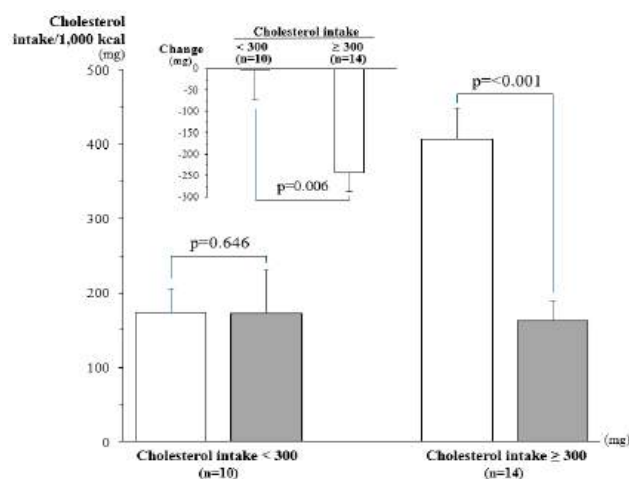 Cholesterol
intake/1,000 kcal
(mg)
500
400
300
200
100
0
Cholesterol intake
< 300
≥ 300
(n=10)
(n=14)
Change
(mg)
0
-50
-100
-150
-200
-250
-300
p=0.006
p=0.646
p=<0.001
(mg)
Cholesterol intake < 300
(n=10)
Cholesterol intake ≥ 300
(n=14)